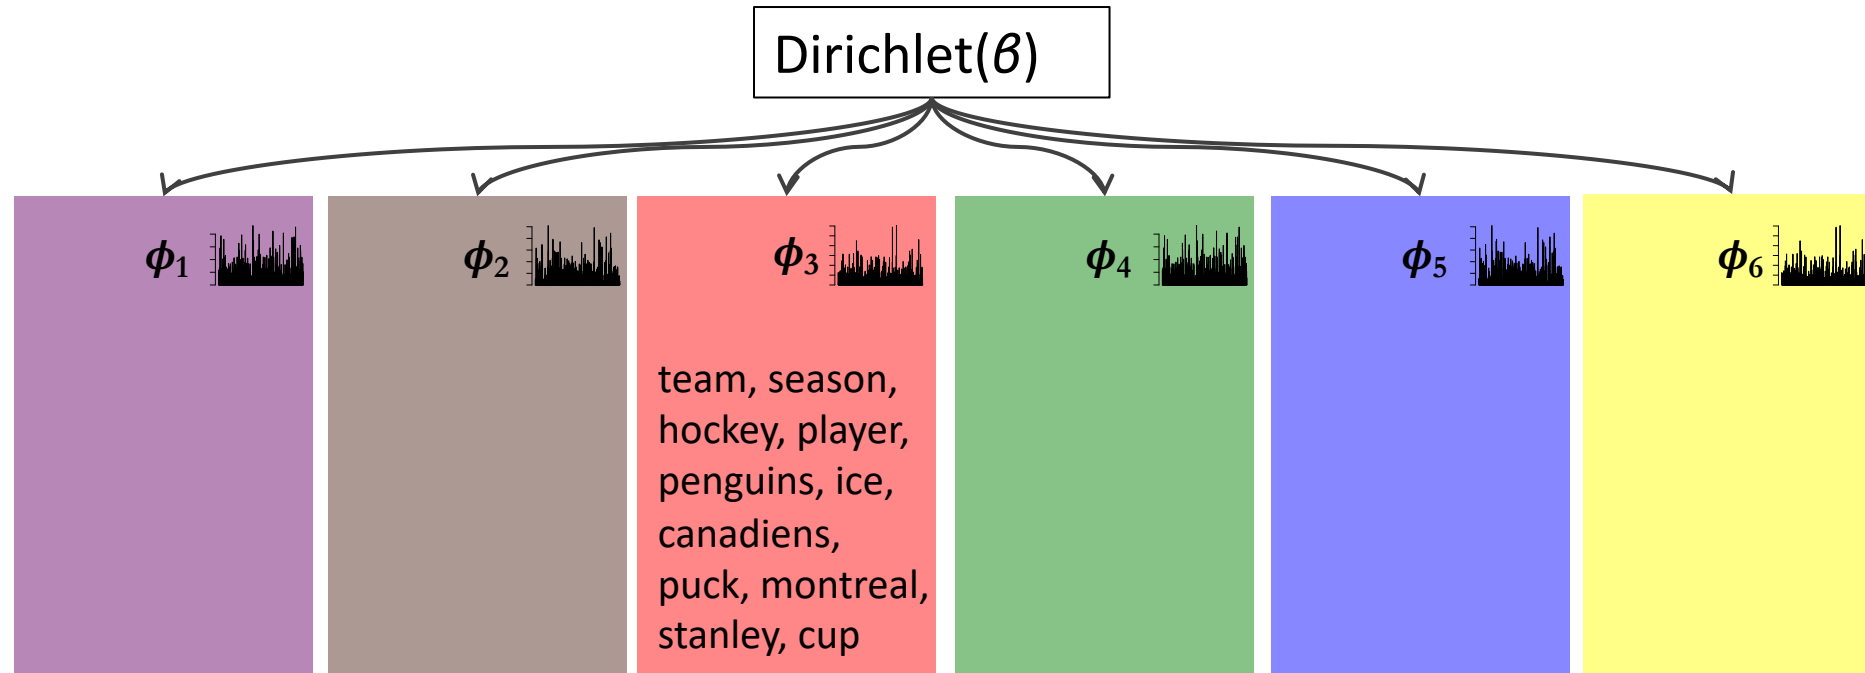 Dirichlet(β)
ϕ1
ϕ2
ϕ3
ϕ4
ϕ5
ϕ6
team, season,
hockey, player,
penguins, ice,
canadiens,
puck, montreal,
stanley, cup